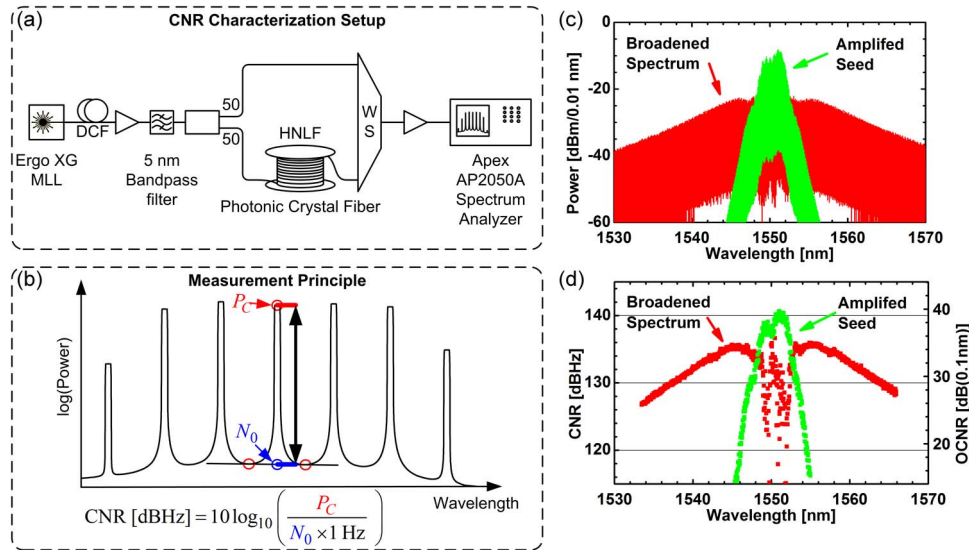 (a)
CNR Characterization Setup
50
50
DCF
HNLF
W
S
Ergo XG
MLL
5 nm
Bandpass
filter
Photonic Crystal Fiber
Apex
AP2050A
Spectrum
Analyzer
(b)
Measurement Principle
P_C
N_0
log(Power)
Wavelength
CNR [dBHz] = 10 log_10 ( P_C / N_0 × 1 Hz )
(c)
Broadened
Spectrum
Amplifed
Seed
Power [dBm/0.01 nm]
0
-20
-40
-60
1530 1540 1550 1560 1570
Wavelength [nm]
(d)
Broadened
Spectrum
Amplifed
Seed
CNR [dBHz]
140
130
120
OCNR [dB(0.1nm)]
40
30
20
10
1530 1540 1550 1560 1570
Wavelength [nm]